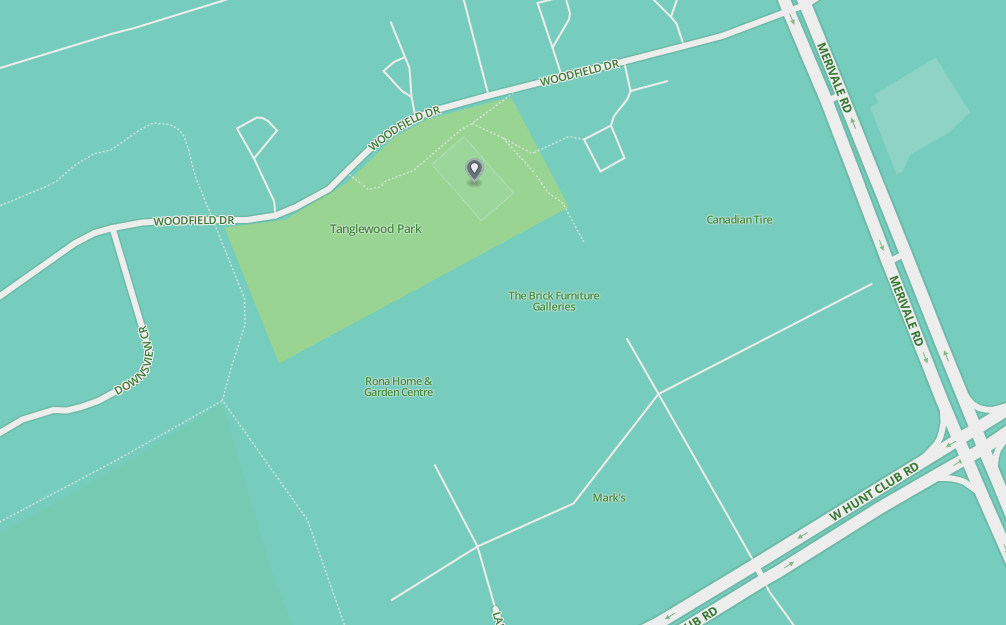 MERIVALE RD
WOODFIELD DR
WOODFIELD DR
WOODFIELD DR
Tanglewood Park
Canadian Tire
The Brick Furniture
Galleries
MERIVALE RD
DOWNSVIEW CR
Rona Home &
Garden Centre
Mark's
W HUNT CLUB RD
RD